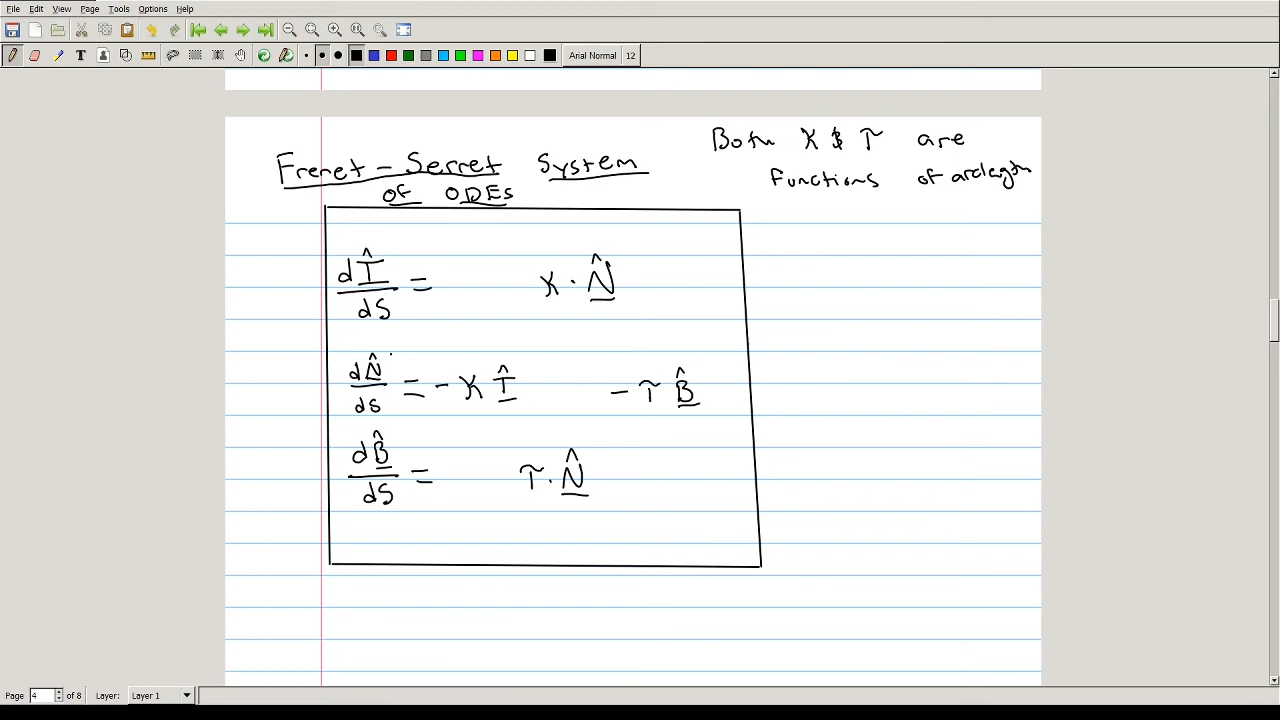 File Edit View Page Tools Options Help
Arial Normal 12
Both K & τ are
functions of arclength
Freret - Serret System
OF ODEs
dT̂/ds = K · N̂
dN̂/ds = - K T̂ - τ B̂
dB̂/ds = τ · N̂
Page 4 of 8 Layer: Layer 1